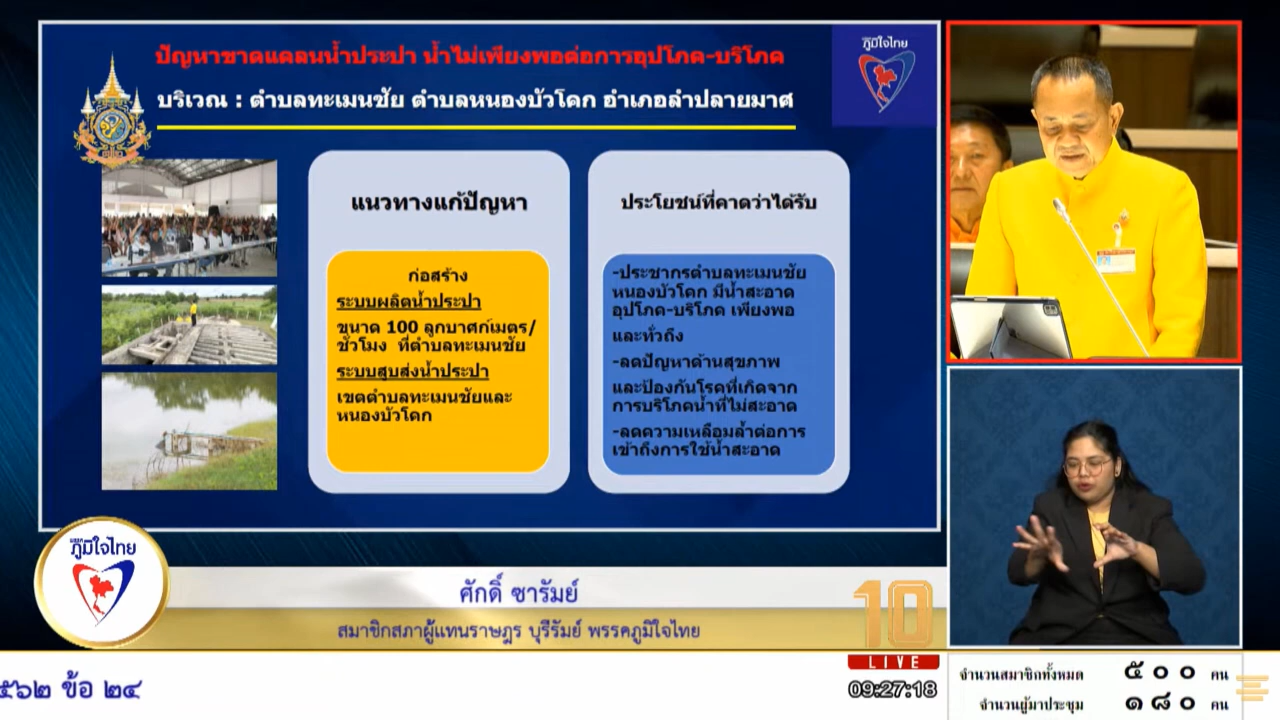 ปัญหาขาดแคลนน้ำประปา น้ำไม่เพียงพอต่อการอุปโภค-บริโภค
บริเวณ : ตำบลทะเมนชัย ตำบลหนองบัวโคก อำเภอลำปลายมาศ
ภูมิใจไทย
แนวทางแก้ปัญหา
ก่อสร้าง
ระบบผลิตน้ำประปา
ขนาด 100 ลูกบาศก์เมตร/
ชั่วโมง ที่ตำบลทะเมนชัย
ระบบสูบส่งน้ำประปา
เขตตำบลทะเมนชัยและ
หนองบัวโคก
ประโยชน์ที่คาดว่าได้รับ
-ประชากรตำบลทะเมนชัย
หนองบัวโคก มีน้ำสะอาด
อุปโภค-บริโภค เพียงพอ
และทั่วถึง
-ลดปัญหาด้านสุขภาพ
และป้องกันโรคที่เกิดจาก
การบริโภคน้ำที่ไม่สะอาด
-ลดความเหลือมล้ำต่อการ
เข้าถึงการใช้น้ำสะอาด
ภูมิใจไทย
ศักดิ์ ซารัมย์
สมาชิกสภาผู้แทนราษฎร บุรีรัมย์ พรรคภูมิใจไทย
10
LIVE
09:27:18
๕๖๒ ข้อ ๒๔
จำนวนสมาชิกทั้งหมด ๕๐๐ คน
จำนวนผู้มาประชุม ๑๘๐ คน